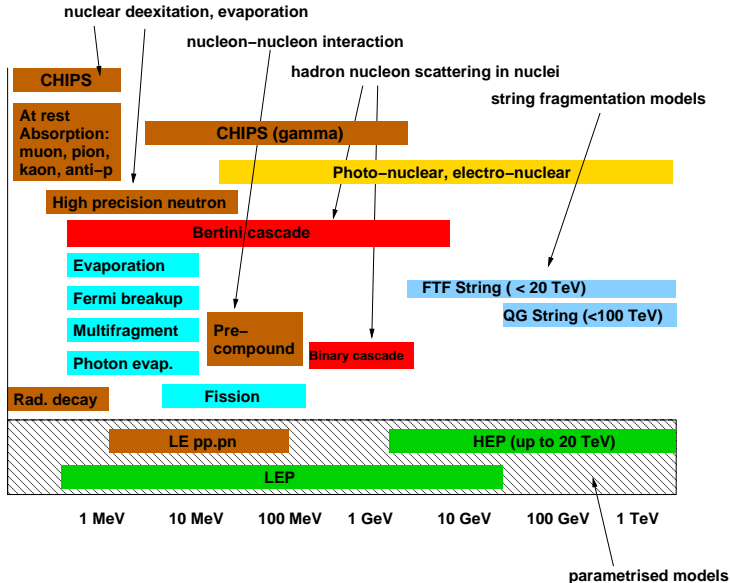 nuclear deexitation, evaporation
nucleon-nucleon interaction
hadron nucleon scattering in nuclei
string fragmentation models
CHIPS
At rest
Absorption:
muon, pion,
kaon, anti-p
CHIPS (gamma)
Photo-nuclear, electro-nuclear
High precision neutron
Bertini cascade
Evaporation
Fermi breakup
Multifragment
Photon evap.
Pre-
compound
Binary cascade
FTF String ( < 20 TeV)
QG String (<100 TeV)
Rad. decay
Fission
LE pp.pn
HEP (up to 20 TeV)
LEP
1 MeV 10 MeV 100 MeV 1 GeV 10 GeV 100 GeV 1 TeV
parametrised models